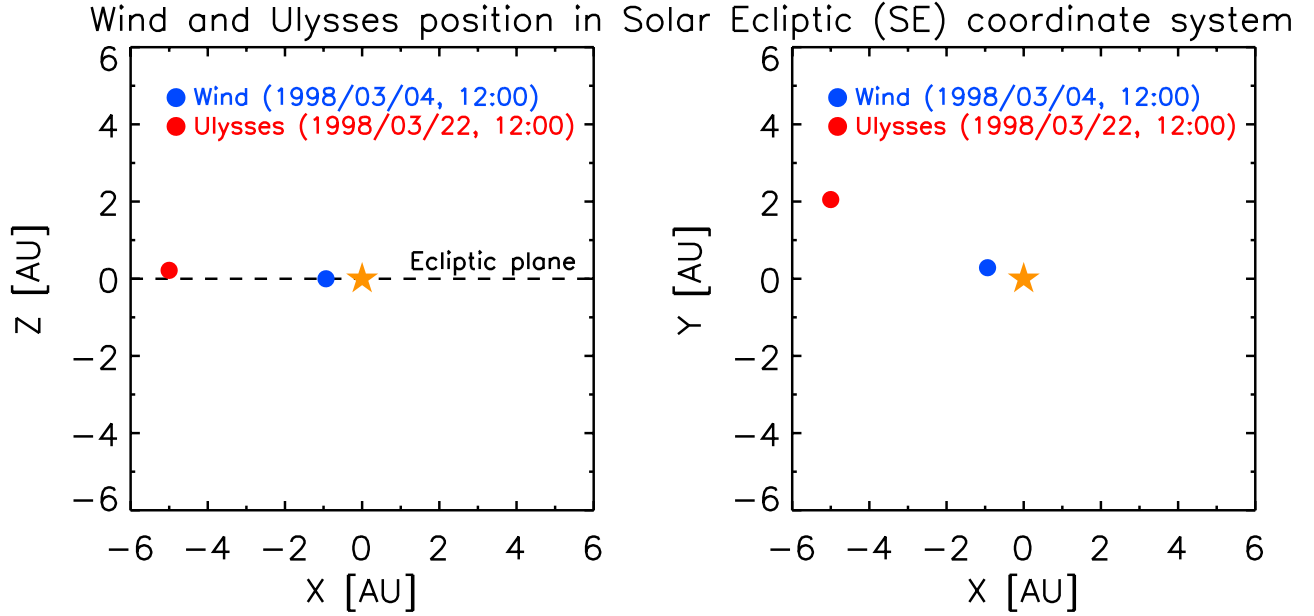 Wind and Ulysses position in Solar Ecliptic (SE) coordinate system
6
4
2
0
−2
−4
−6
Z [AU]
Wind (1998/03/04, 12:00)
Ulysses (1998/03/22, 12:00)
Ecliptic plane
−6 −4 −2 0 2 4 6
X [AU]
6
4
2
0
−2
−4
−6
Y [AU]
Wind (1998/03/04, 12:00)
Ulysses (1998/03/22, 12:00)
−6 −4 −2 0 2 4 6
X [AU]